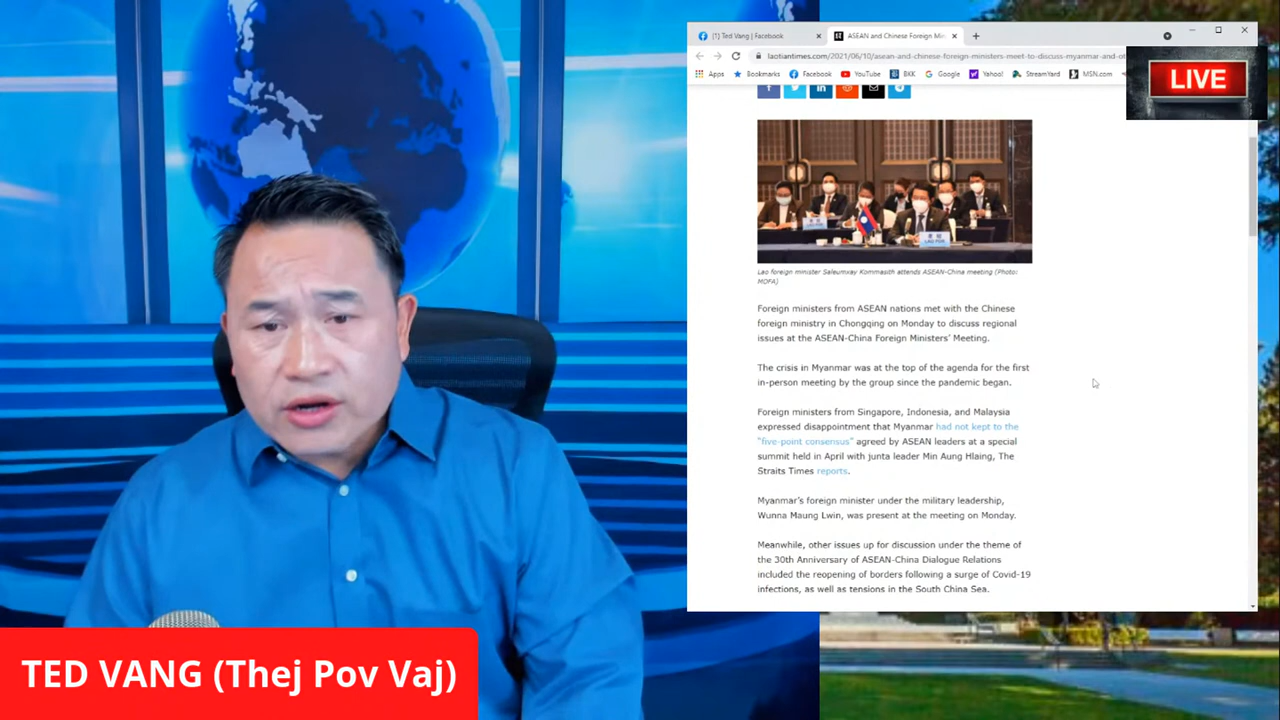 (1) Ted Vang | Facebook
ASEAN and Chinese Foreign Min
laotiantimes.com/2021/06/10/asean-and-chinese-foreign-ministers-meet-to-discuss-myanmar-and-ot
Apps Bookmarks Facebook YouTube BKK Google Yahoo! StreamYard MSN.com
LIVE
LAO PDR
Lao foreign minister Saleumxay Kommasith attends ASEAN-China meeting (Photo:
MOFA)
Foreign ministers from ASEAN nations met with the Chinese
foreign ministry in Chongqing on Monday to discuss regional
issues at the ASEAN-China Foreign Ministers' Meeting.
The crisis in Myanmar was at the top of the agenda for the first
in-person meeting by the group since the pandemic began.
Foreign ministers from Singapore, Indonesia, and Malaysia
expressed disappointment that Myanmar had not kept to the
"five-point consensus" agreed by ASEAN leaders at a special
summit held in April with junta leader Min Aung Hlaing, The
Straits Times reports.
Myanmar's foreign minister under the military leadership,
Wunna Maung Lwin, was present at the meeting on Monday.
Meanwhile, other issues up for discussion under the theme of
the 30th Anniversary of ASEAN-China Dialogue Relations
included the reopening of borders following a surge of Covid-19
infections, as well as tensions in the South China Sea.
TED VANG (Thej Pov Vaj)